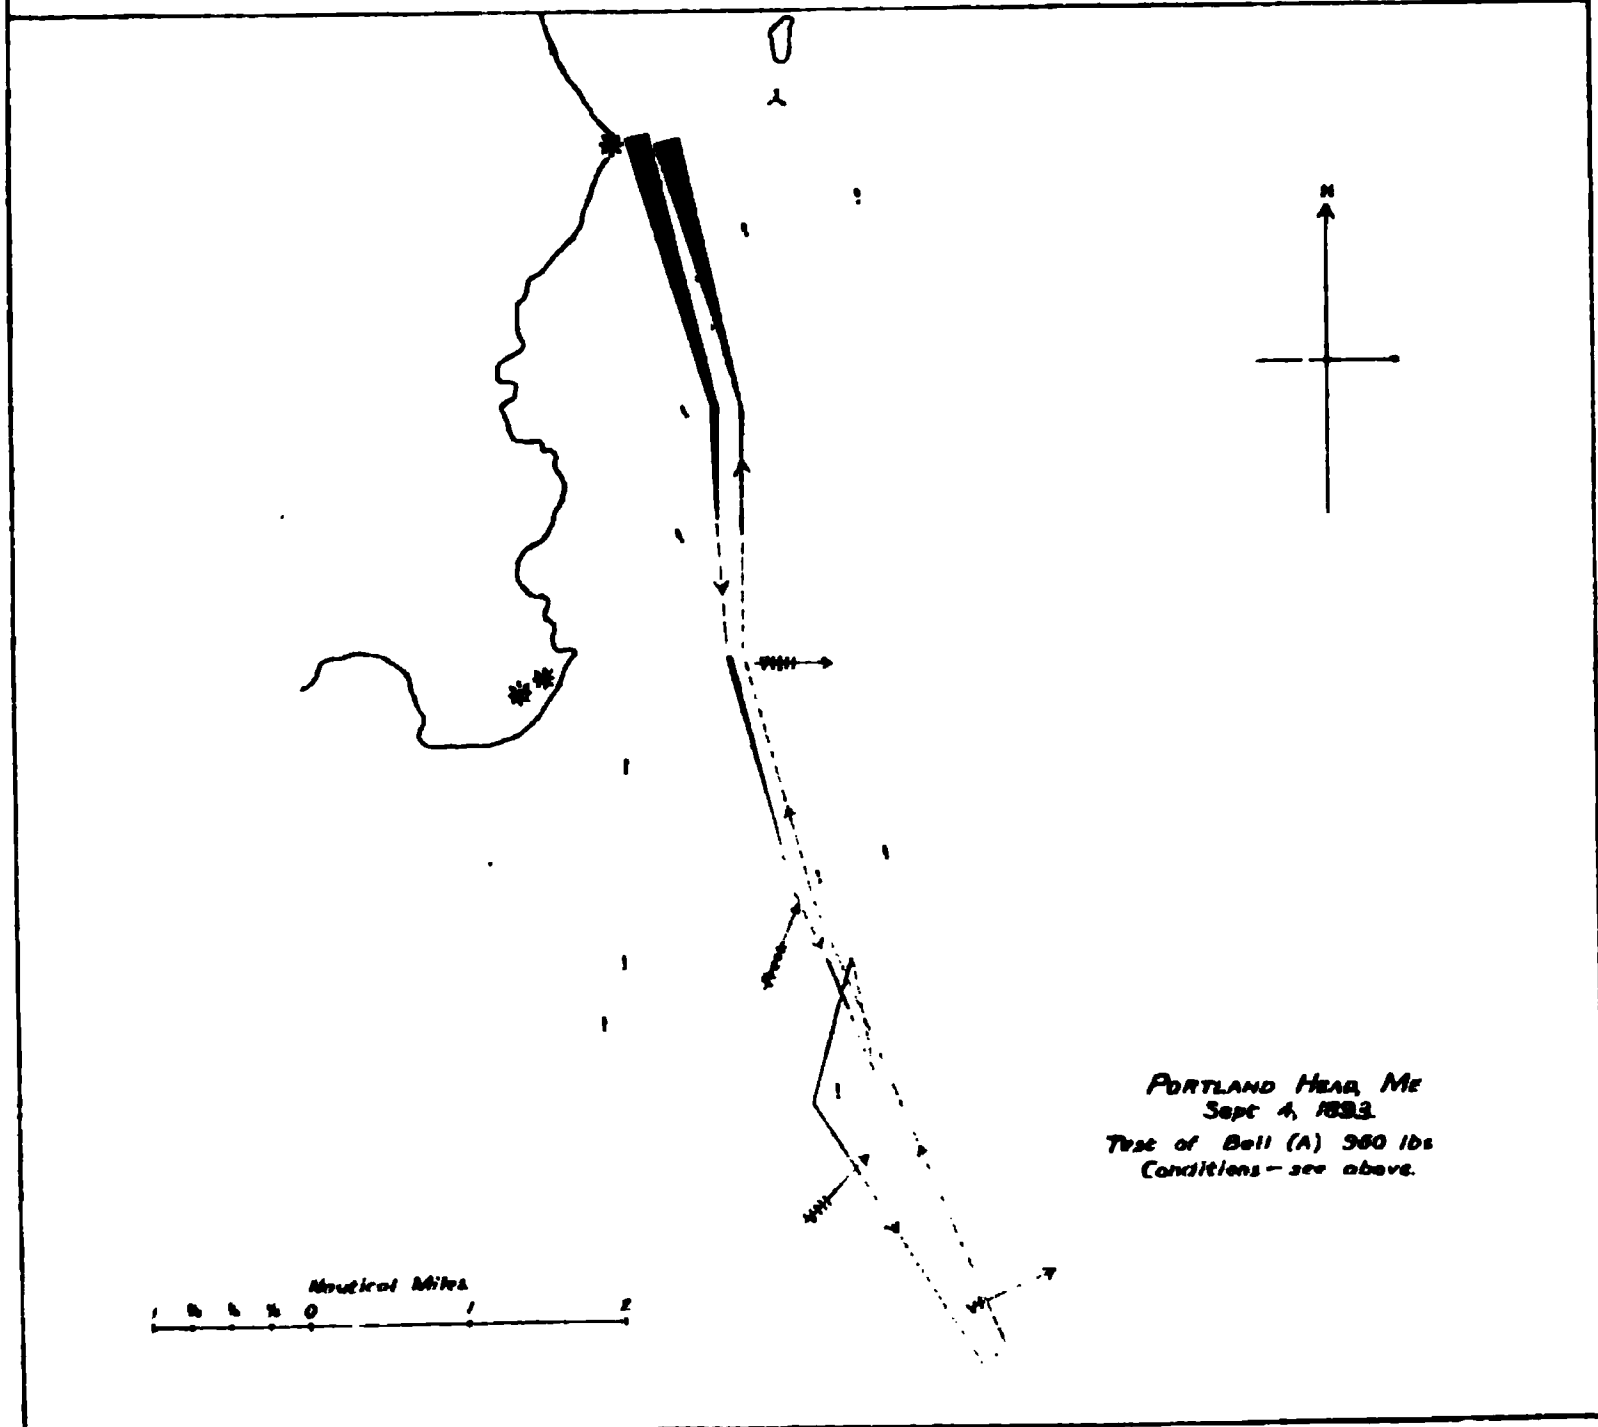 N
PORTLAND HEAD, ME
Sept 4, 1893
Test of Bell (A) 960 lbs
Conditions – see above.
Nautical Miles
1 0 1 2